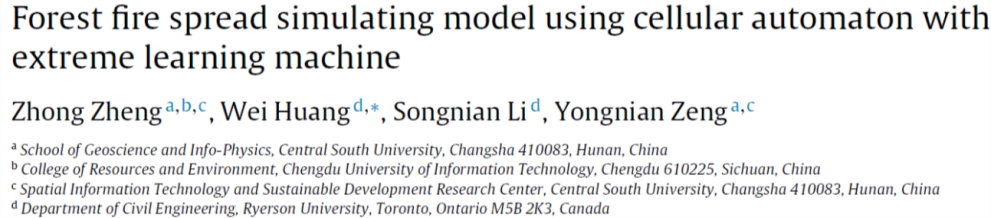 Forest fire spread simulating model using cellular automaton with
extreme learning machine
Zhong Zheng a,b,c, Wei Huang d,*, Songnian Li d, Yongnian Zeng a,c
a School of Geoscience and Info-Physics, Central South University, Changsha 410083, Hunan, China
b College of Resources and Environment, Chengdu University of Information Technology, Chengdu 610225, Sichuan, China
c Spatial Information Technology and Sustainable Development Research Center, Central South University, Changsha 410083, Hunan, China
d Department of Civil Engineering, Ryerson University, Toronto, Ontario M5B 2K3, Canada